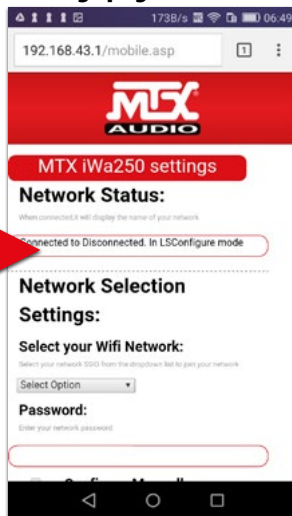 1738/s 06:49
192.168.43.1/mobile.asp 1
MTX
AUDIO
MTX iWa250 settings
Network Status:
When connected,it will display the name of your network
Connected to Disconnected. In LSConfigure mode
Network Selection
Settings:
Select your Wifi Network:
Select your network SSID from the dropdown list to join your network
Select Option
Password:
Enter your network password